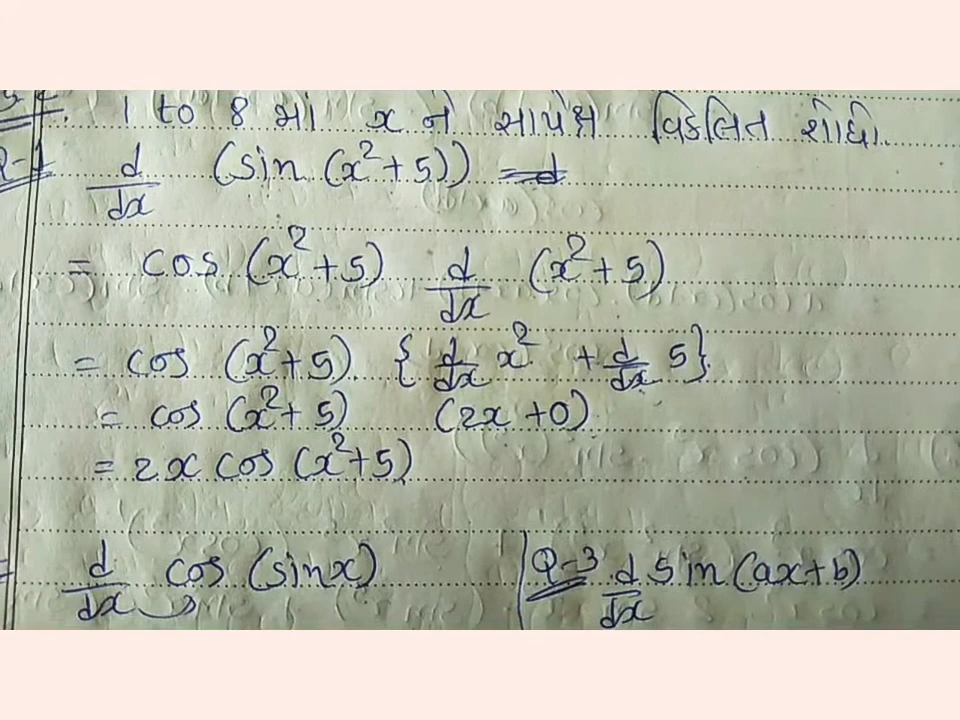 1 to 8 માં x ને સાપેક્ષ વિકલિત શોધો.
Q-1 d/dx (sin (x²+5)) =
= cos (x²+5) d/dx (x²+5)
= cos (x²+5) { d/dx x² + d/dx 5}
= cos (x²+5) (2x+0)
= 2x cos (x²+5)
d/dx cos (sinx)
Q-3 d/dx sin (ax+b)